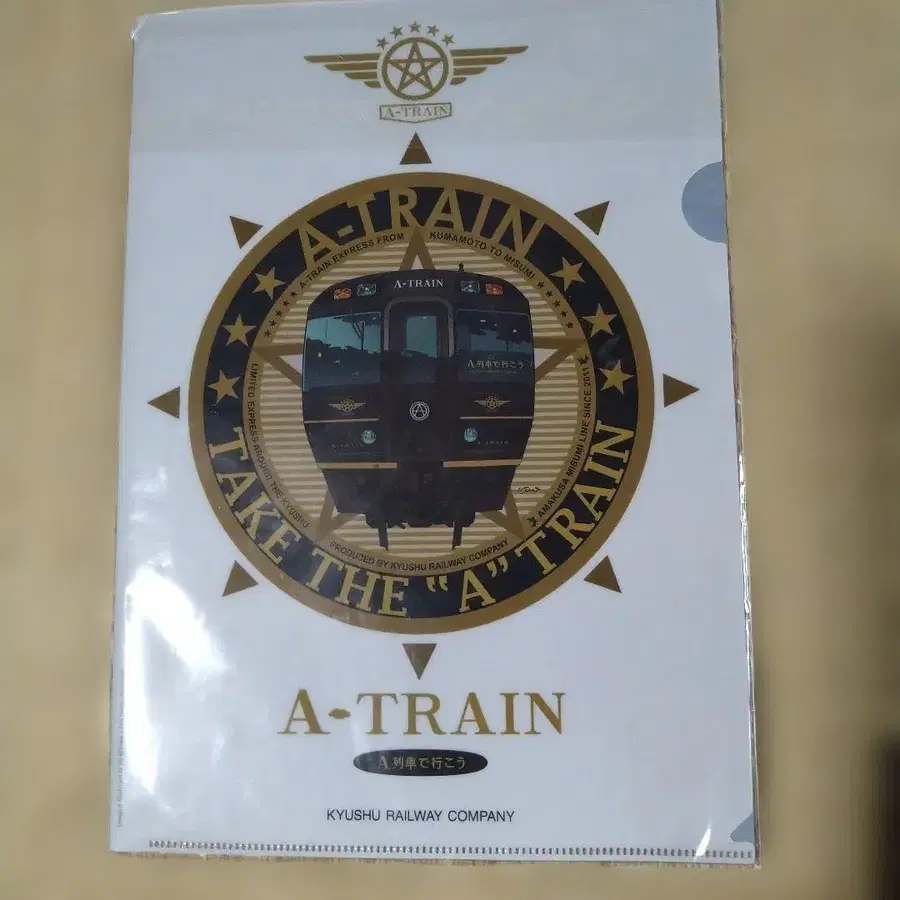 A-TRAIN
A-TRAIN
A-TRAIN EXPRESS FROM KUMAMOTO TO MISUMI
A-TRAIN
A列車で行こう
A-TRAIN
LIMITED EXPRESS AROUND THE KYUSHU
AMAKUSA MISUMI LINE SINCE 2011
PRODUCED BY KYUSHU RAILWAY COMPANY
TAKE THE “A” TRAIN
A-TRAIN
A列車で行こう
KYUSHU RAILWAY COMPANY